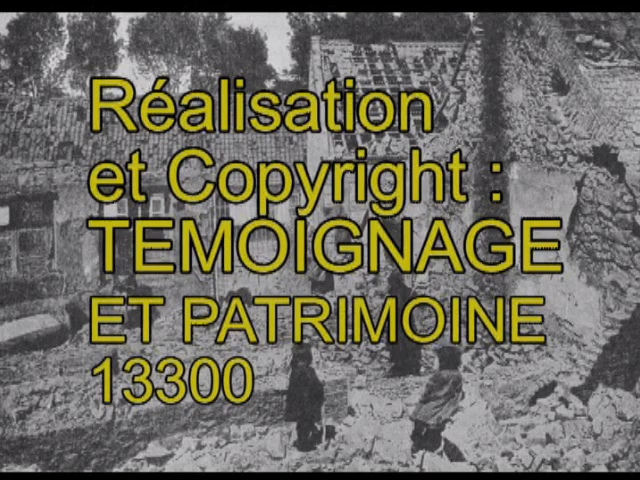 Réalisation
et Copyright :
TEMOIGNAGE
ET PATRIMOINE
13300